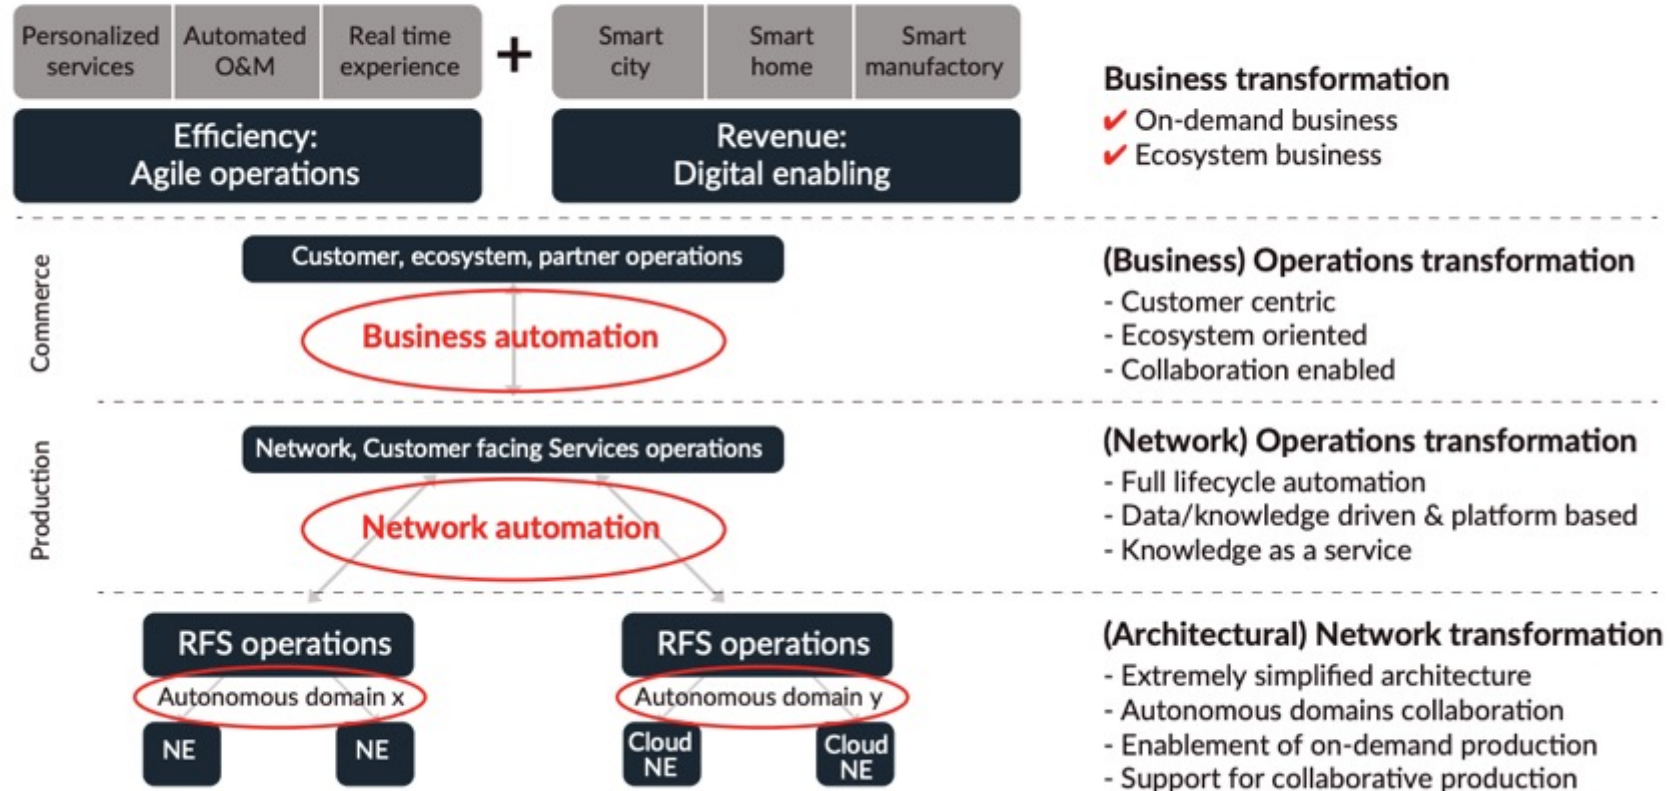 Personalized
services
Automated
O&M
Real time
experience
+
Smart
city
Smart
home
Smart
manufactory
Efficiency:
Agile operations
Revenue:
Digital enabling
Business transformation
✔ On-demand business
✔ Ecosystem business
Commerce
Customer, ecosystem, partner operations
Business automation
(Business) Operations transformation
- Customer centric
- Ecosystem oriented
- Collaboration enabled
Production
Network, Customer facing Services operations
Network automation
(Network) Operations transformation
- Full lifecycle automation
- Data/knowledge driven & platform based
- Knowledge as a service
RFS operations
Autonomous domain x
NE
NE
RFS operations
Autonomous domain y
Cloud
NE
Cloud
NE
(Architectural) Network transformation
- Extremely simplified architecture
- Autonomous domains collaboration
- Enablement of on-demand production
- Support for collaborative production